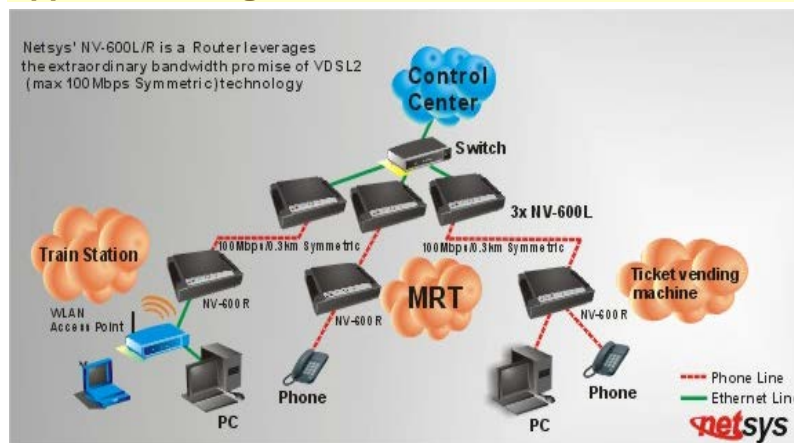 Netsys' NV-600L/R is a Router leverages
the extraordinary bandwidth promise of VDSL2
(max 100Mbps Symmetric)technology
Control
Center
Switch
3x NV-600L
100Mbps/0.3km Symmetric
100Mbps/0.3km Symmetric
Train Station
NV-600R
WLAN
Access Point
MRT
NV-600R
Ticket vending
machine
NV-600R
Phone
PC
PC
Phone
Phone Line
Ethernet Line
netsys